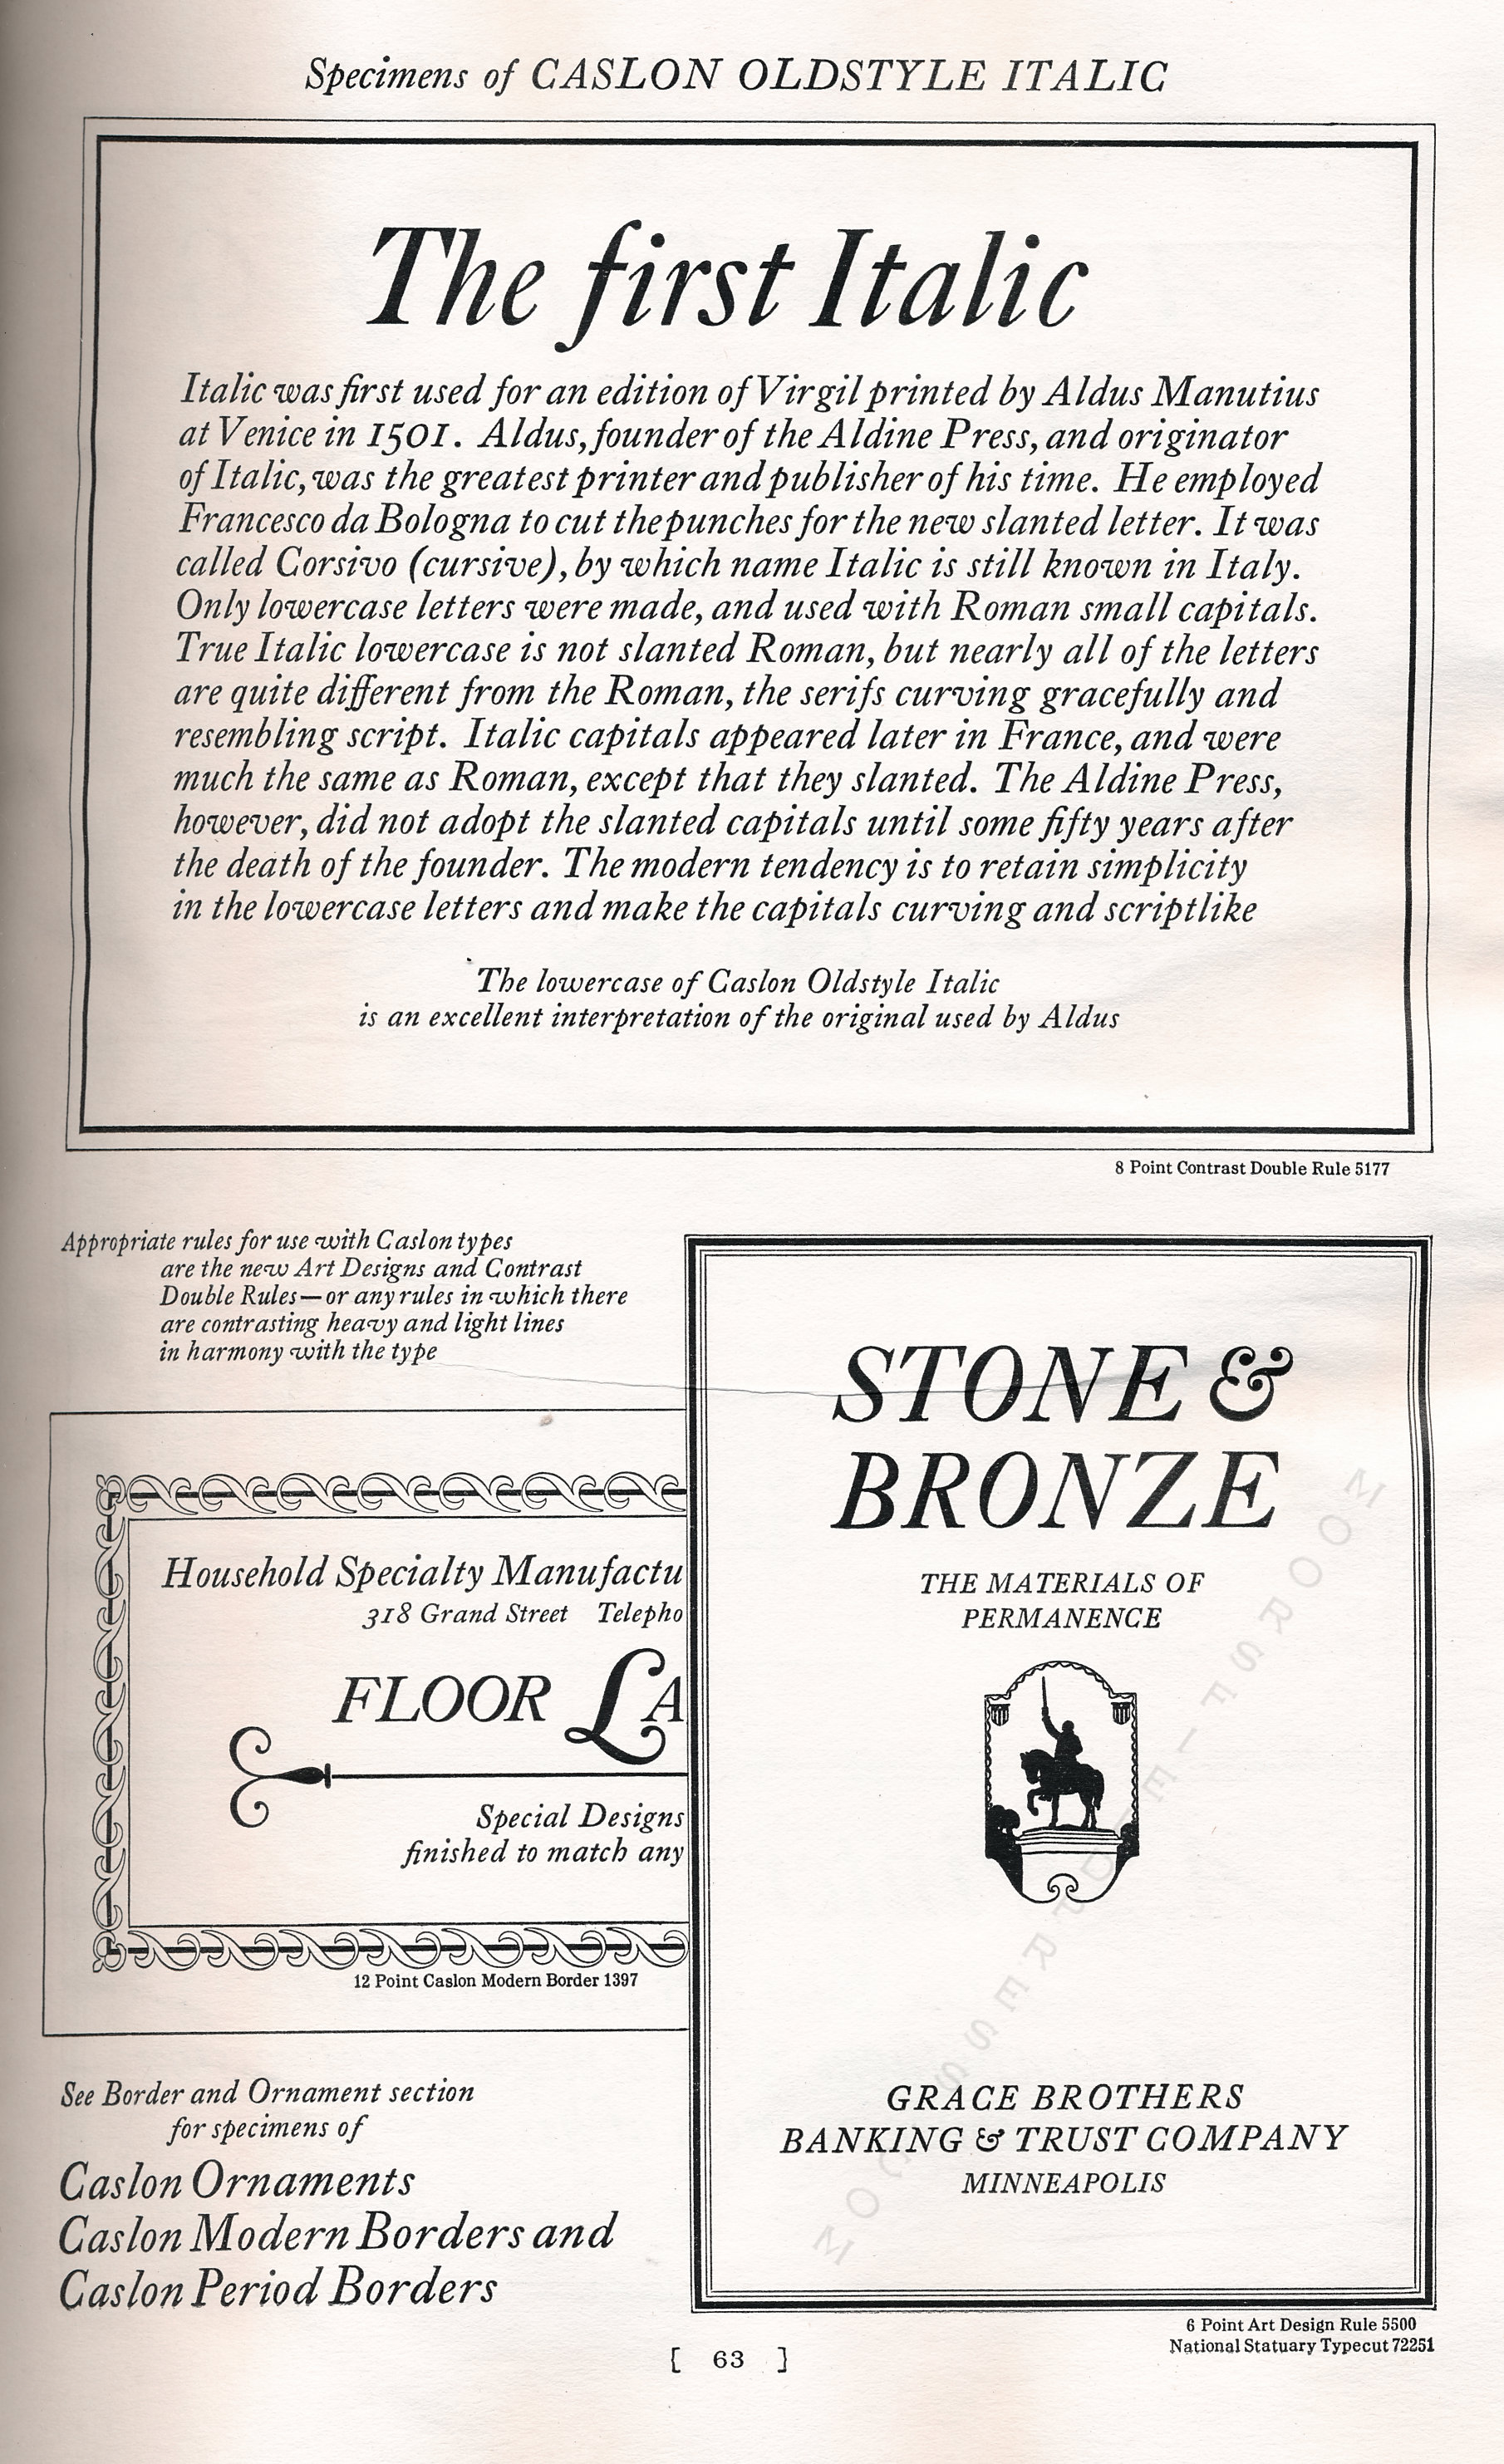 Specimens of CASLON OLDSTYLE ITALIC
The first Italic
Italic was first used for an edition of Virgil printed by Aldus Manutius
at Venice in 1501. Aldus, founder of the Aldine Press, and originator
of Italic, was the greatest printer and publisher of his time. He employed
Francesco da Bologna to cut the punches for the new slanted letter. It was
called Corsivo (cursive), by which name Italic is still known in Italy.
Only lowercase letters were made, and used with Roman small capitals.
True Italic lowercase is not slanted Roman, but nearly all of the letters
are quite different from the Roman, the serifs curving gracefully and
resembling script. Italic capitals appeared later in France, and were
much the same as Roman, except that they slanted. The Aldine Press,
however, did not adopt the slanted capitals until some fifty years after
the death of the founder. The modern tendency is to retain simplicity
in the lowercase letters and make the capitals curving and scriptlike
The lowercase of Caslon Oldstyle Italic
is an excellent interpretation of the original used by Aldus
8 Point Contrast Double Rule 5177
Appropriate rules for use with Caslon types
are the new Art Designs and Contrast
Double Rules—or any rules in which there
are contrasting heavy and light lines
in harmony with the type
Household Specialty Manufactu
318 Grand Street Telepho
FLOOR LA
Special Designs
finished to match any
12 Point Caslon Modern Border 1397
See Border and Ornament section
for specimens of
Caslon Ornaments
Caslon Modern Borders and
Caslon Period Borders
STONE &
BRONZE
THE MATERIALS OF
PERMANENCE
GRACE BROTHERS
BANKING & TRUST COMPANY
MINNEAPOLIS
6 Point Art Design Rule 5500
National Statuary Typecut 72251
[ 63 ]